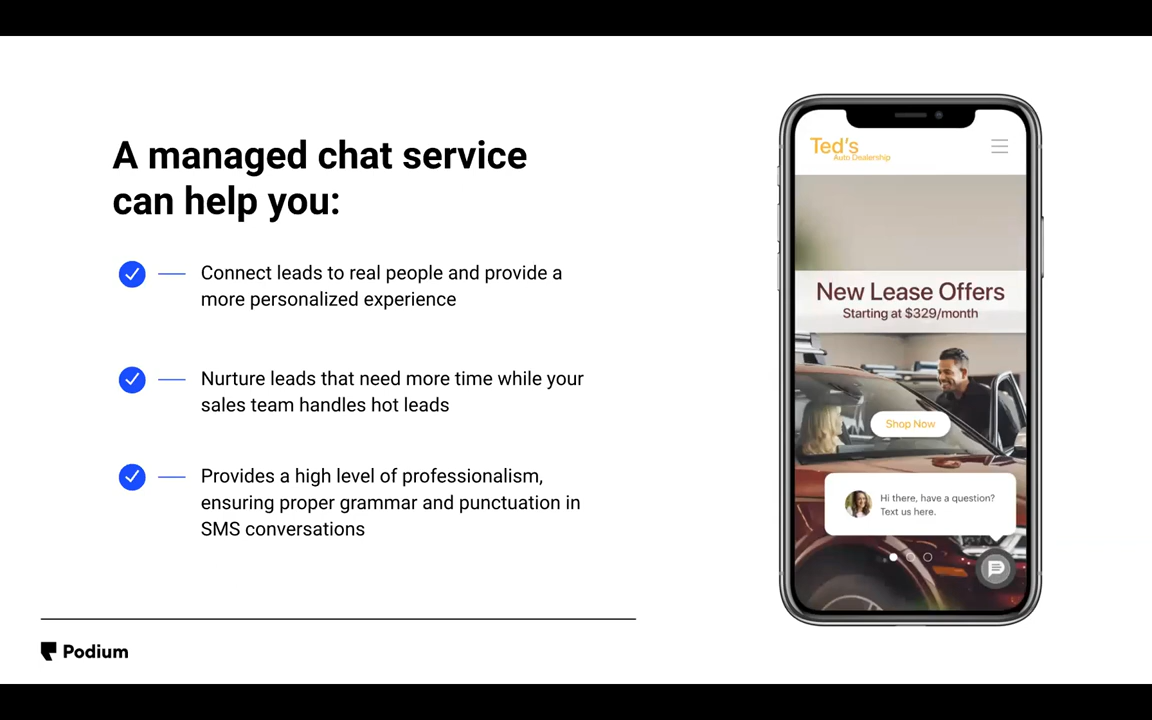 A managed chat service
can help you:
Connect leads to real people and provide a
more personalized experience
Nurture leads that need more time while your
sales team handles hot leads
Provides a high level of professionalism,
ensuring proper grammar and punctuation in
SMS conversations
Podium
Ted's
Auto Dealership
New Lease Offers
Starting at $329/month
Shop Now
Hi there, have a question?
Text us here.